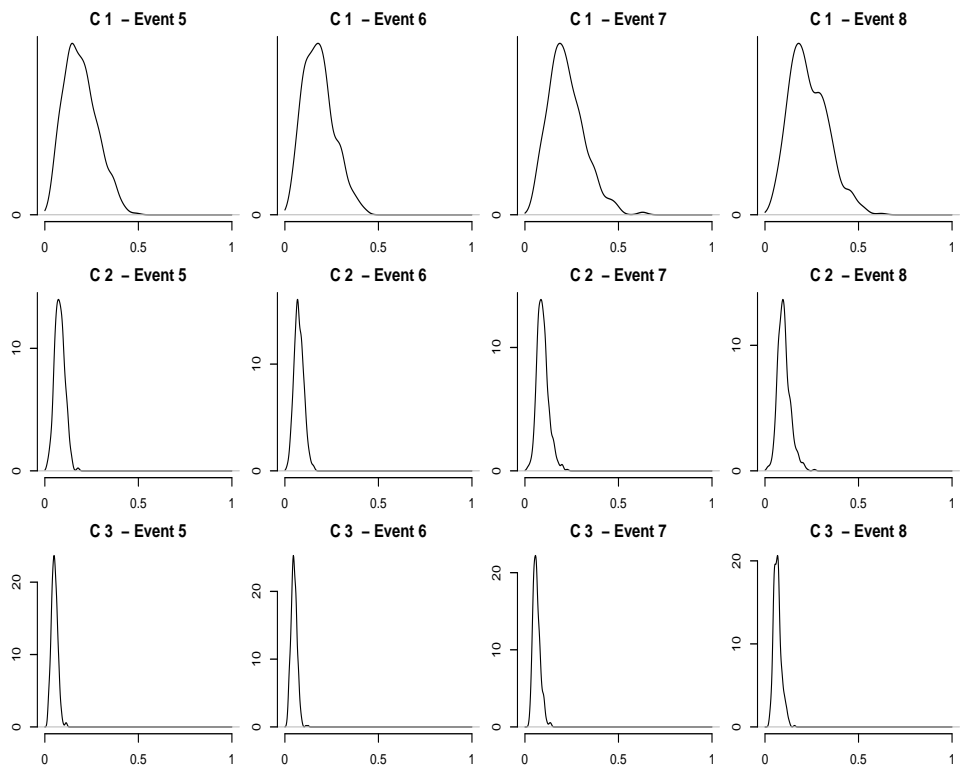 C 1 – Event 5
C 1 – Event 6
C 1 – Event 7
C 1 – Event 8
0
0
0
0
0 0.5 1
0 0.5 1
0 0.5 1
0 0.5 1
C 2 – Event 5
C 2 – Event 6
C 2 – Event 7
C 2 – Event 8
10
0
10
0
10
0
10
0
0 0.5 1
0 0.5 1
0 0.5 1
0 0.5 1
C 3 – Event 5
C 3 – Event 6
C 3 – Event 7
C 3 – Event 8
20
10
0
20
10
0
20
10
0
20
10
0
0 0.5 1
0 0.5 1
0 0.5 1
0 0.5 1